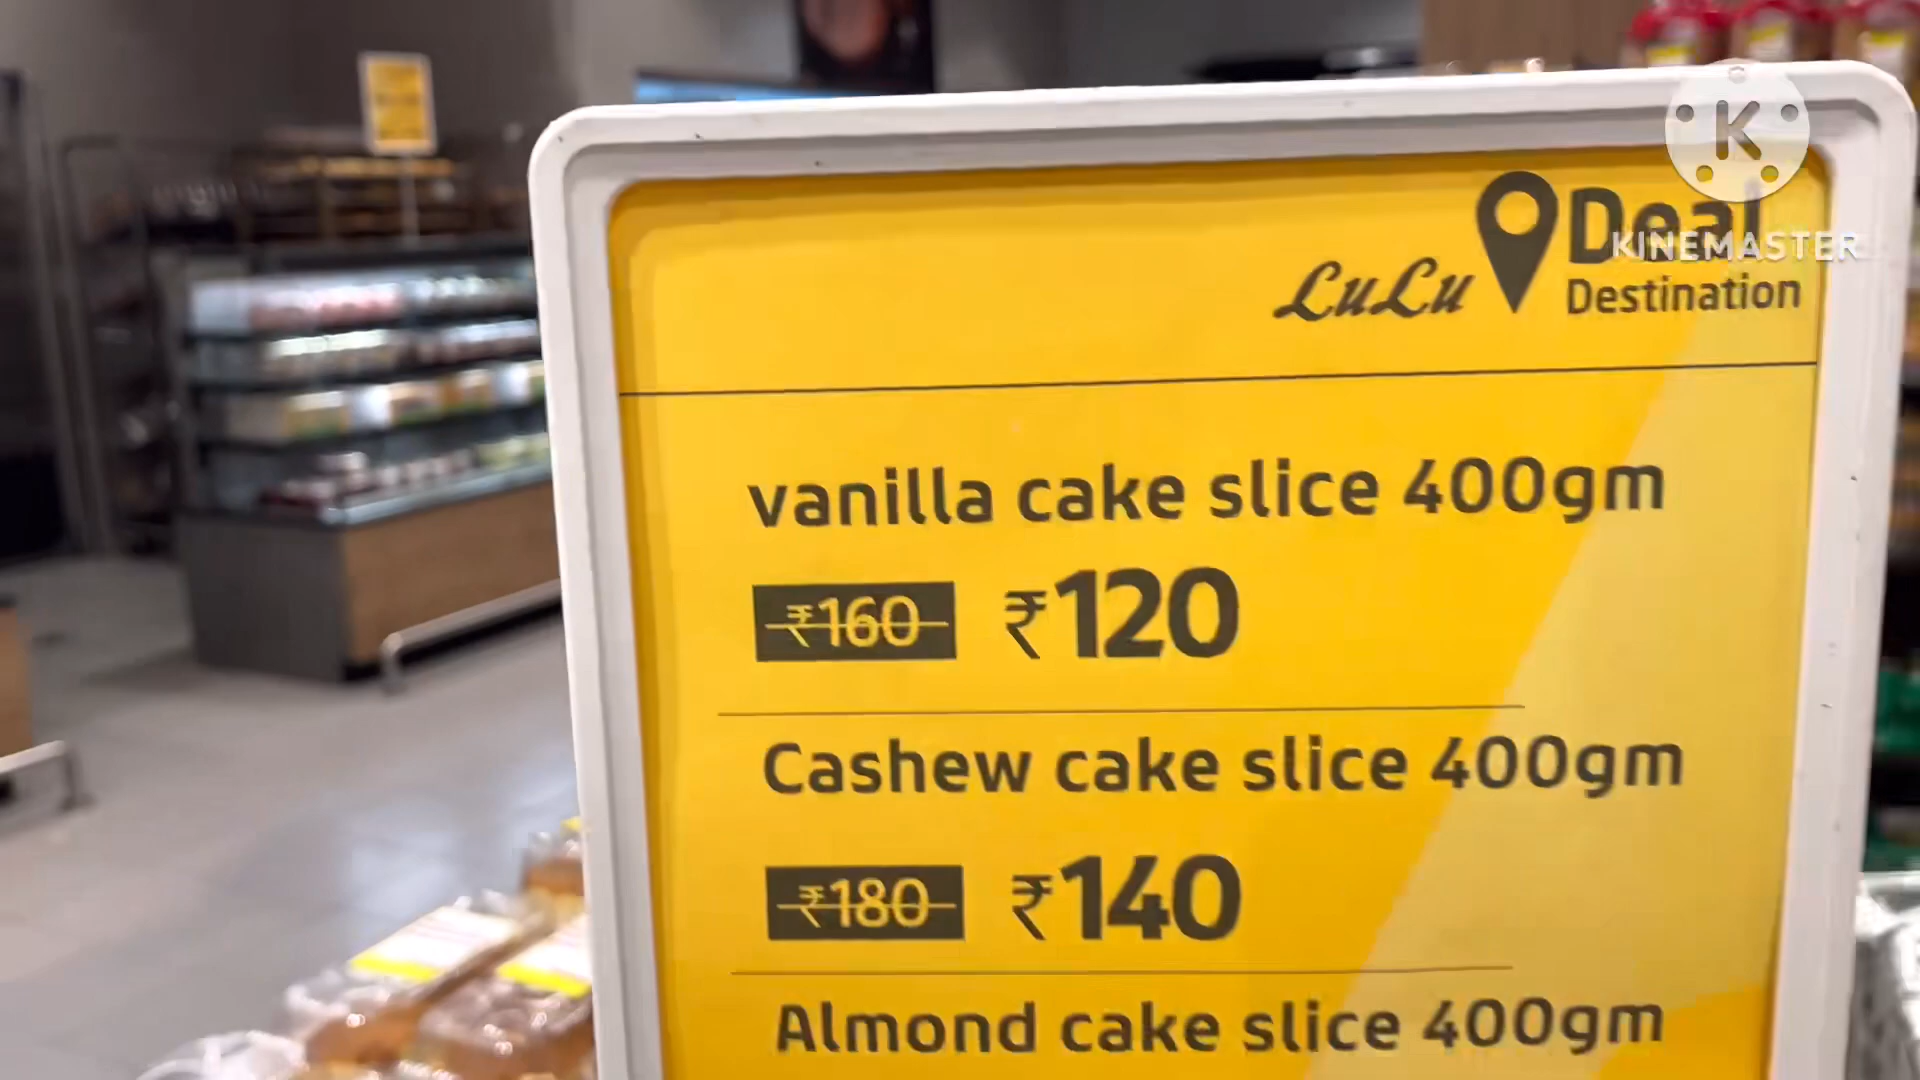 K
KINEMASTER
LuLu Deal
Destination
vanilla cake slice 400gm
₹160 ₹120
Cashew cake slice 400gm
₹180 ₹140
Almond cake slice 400gm